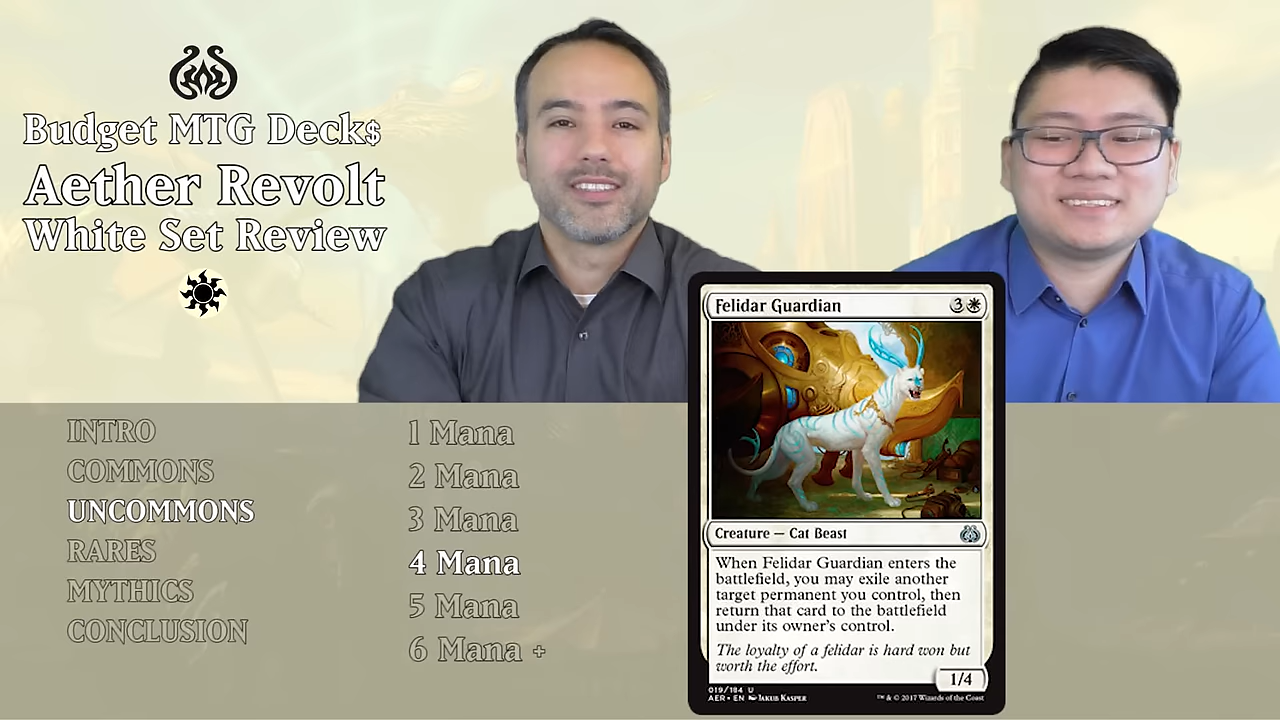 Budget MTG Deck$
Aether Revolt
White Set Review
INTRO
COMMONS
UNCOMMONS
RARES
MYTHICS
CONCLUSION
1 Mana
2 Mana
3 Mana
4 Mana
5 Mana
6 Mana +
Felidar Guardian 3
Creature — Cat Beast
When Felidar Guardian enters the
battlefield, you may exile another
target permanent you control, then
return that card to the battlefield
under its owner's control.
The loyalty of a felidar is hard won but
worth the effort.
1/4
019/184 U
AER • EN Jakub Kasper
™ & © 2017 Wizards of the Coast